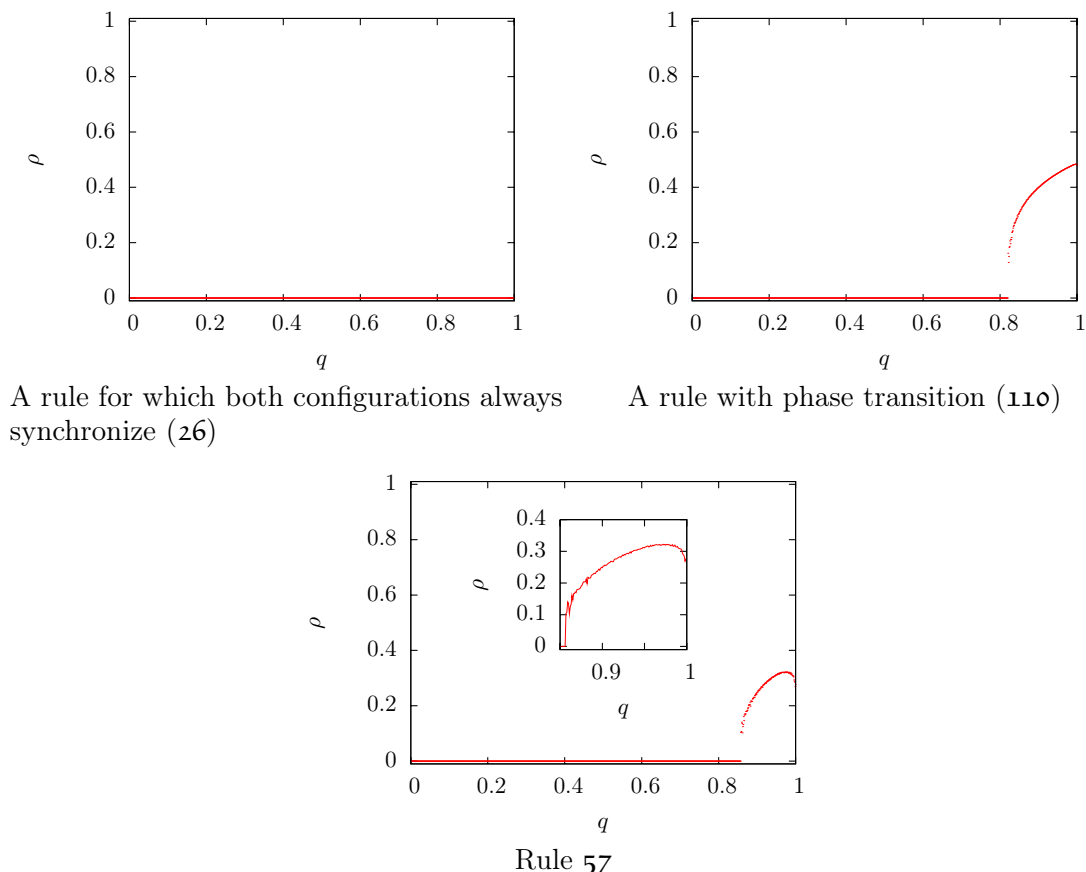 1
0.8
0.6
ρ
0.4
0.2
0
0 0.2 0.4 0.6 0.8 1
q
A rule for which both configurations always
synchronize (26)
1
0.8
0.6
ρ
0.4
0.2
0
0 0.2 0.4 0.6 0.8 1
q
A rule with phase transition (110)
1
0.8
0.6
ρ
0.4
0.2
0
0 0.2 0.4 0.6 0.8 1
q
0.4
0.3
ρ
0.2
0.1
0
0.9 1
q
Rule 57